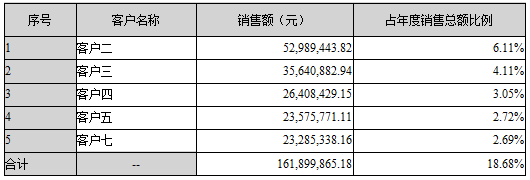 序号 客户名称 销售额（元） 占年度销售总额比例
1 客户二 52,989,443.82 6.11%
2 客户三 35,640,882.94 4.11%
3 客户四 26,408,429.15 3.05%
4 客户五 23,575,771.11 2.72%
5 客户七 23,285,338.16 2.69%
合计 -- 161,899,865.18 18.68%